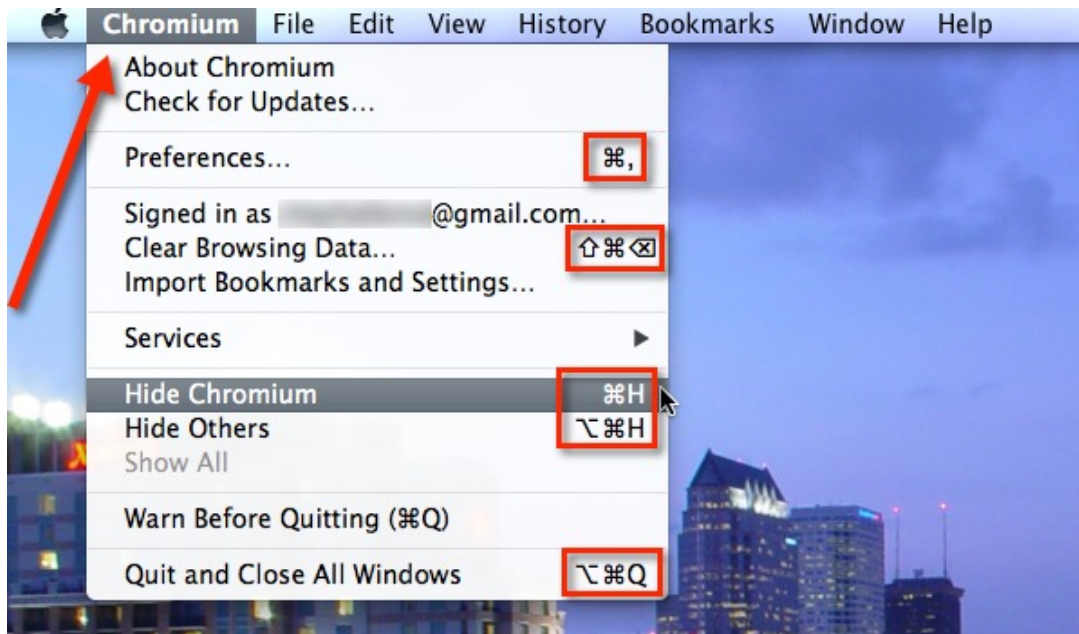 Chromium File Edit View History Bookmarks Window Help
About Chromium
Check for Updates...
Preferences... ⌘,
Signed in as @gmail.com...
Clear Browsing Data... ⇧⌘⌫
Import Bookmarks and Settings...
Services ▶
Hide Chromium ⌘H
Hide Others ⌥⌘H
Show All
Warn Before Quitting (⌘Q)
Quit and Close All Windows ⌥⌘Q